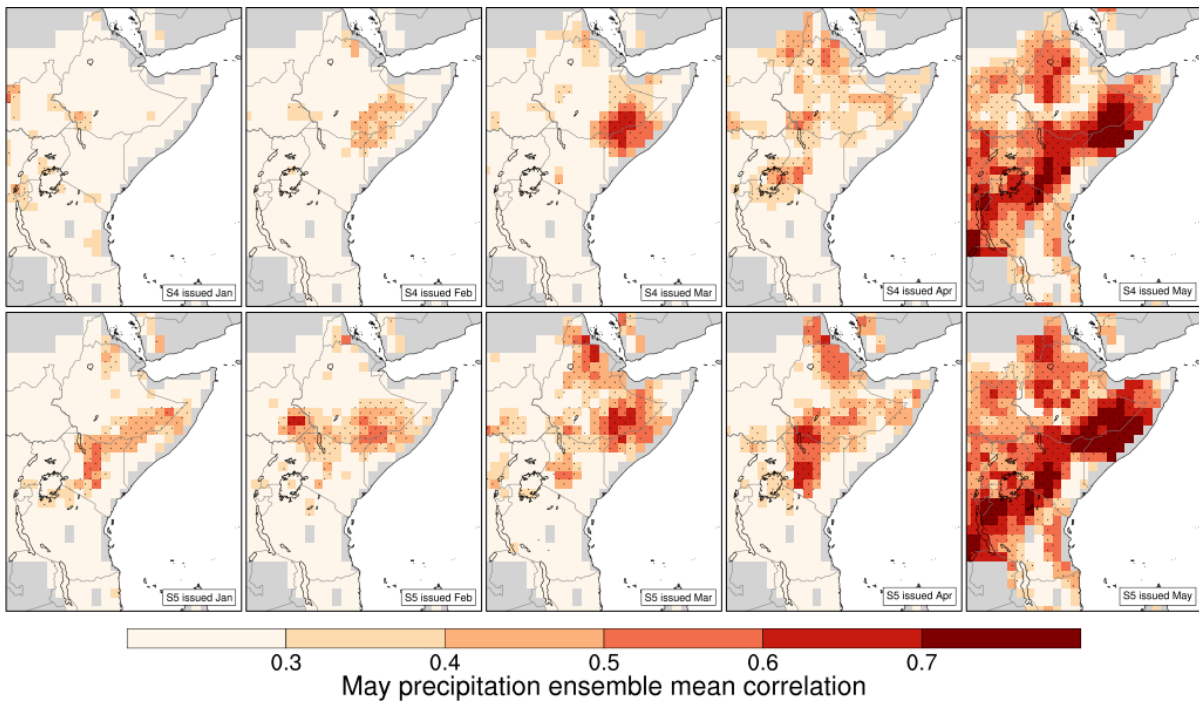 S4 issued Jan
S4 issued Feb
S4 issued Mar
S4 issued Apr
S4 issued May
S5 issued Jan
S5 issued Feb
S5 issued Mar
S5 issued Apr
S5 issued May
0.3 0.4 0.5 0.6 0.7
May precipitation ensemble mean correlation